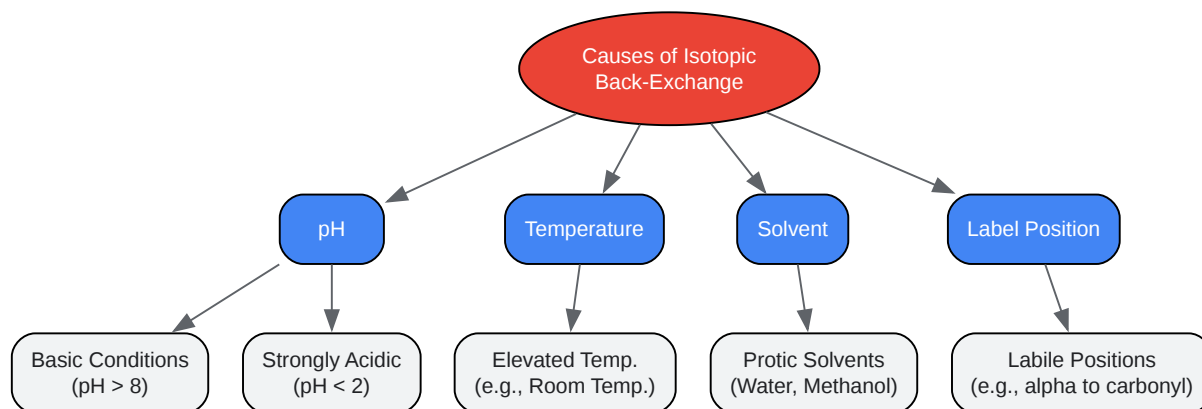 Causes of Isotopic
Back-Exchange
pH
Temperature
Solvent
Label Position
Basic Conditions
(pH > 8)
Strongly Acidic
(pH < 2)
Elevated Temp.
(e.g., Room Temp.)
Protic Solvents
(Water, Methanol)
Labile Positions
(e.g., alpha to carbonyl)